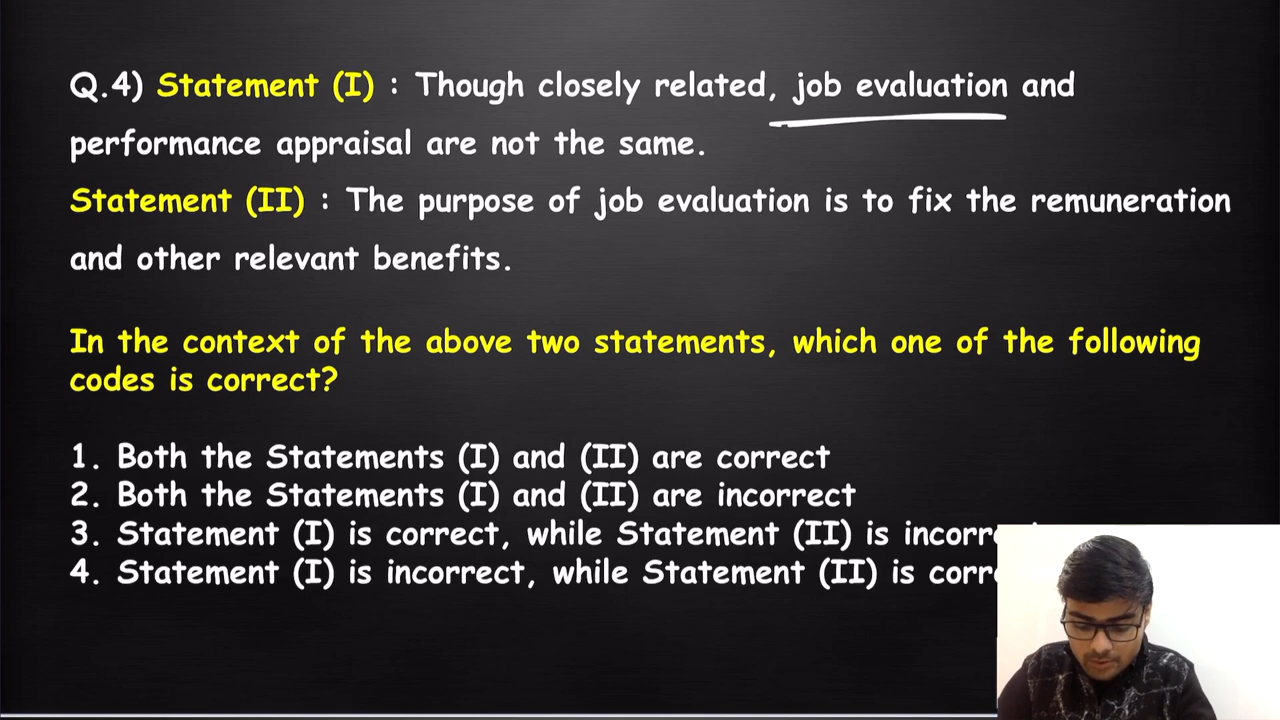 Q.4) Statement (I) : Though closely related, job evaluation and
performance appraisal are not the same.
Statement (II) : The purpose of job evaluation is to fix the remuneration
and other relevant benefits.
In the context of the above two statements, which one of the following
codes is correct?
1. Both the Statements (I) and (II) are correct
2. Both the Statements (I) and (II) are incorrect
3. Statement (I) is correct, while Statement (II) is
4. Statement (I) is incorrect, while Statement (II) is